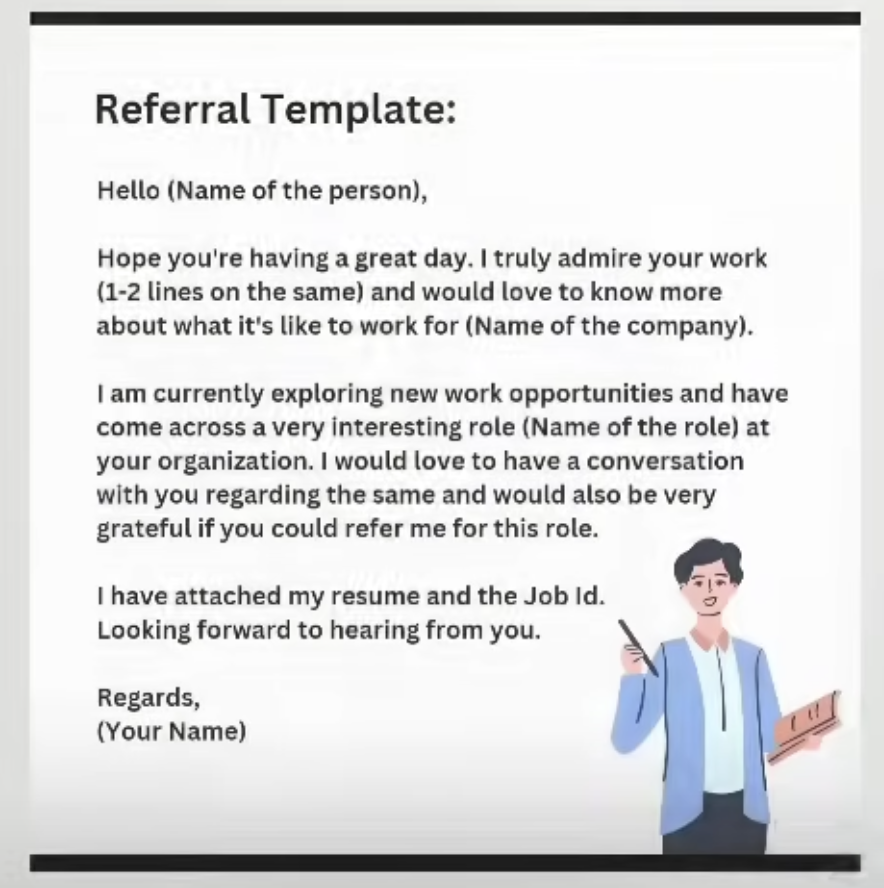 Referral Template:
Hello (Name of the person),
Hope you're having a great day. I truly admire your work
(1-2 lines on the same) and would love to know more
about what it's like to work for (Name of the company).
I am currently exploring new work opportunities and have
come across a very interesting role (Name of the role) at
your organization. I would love to have a conversation
with you regarding the same and would also be very
grateful if you could refer me for this role.
I have attached my resume and the Job Id.
Looking forward to hearing from you.
Regards,
(Your Name)